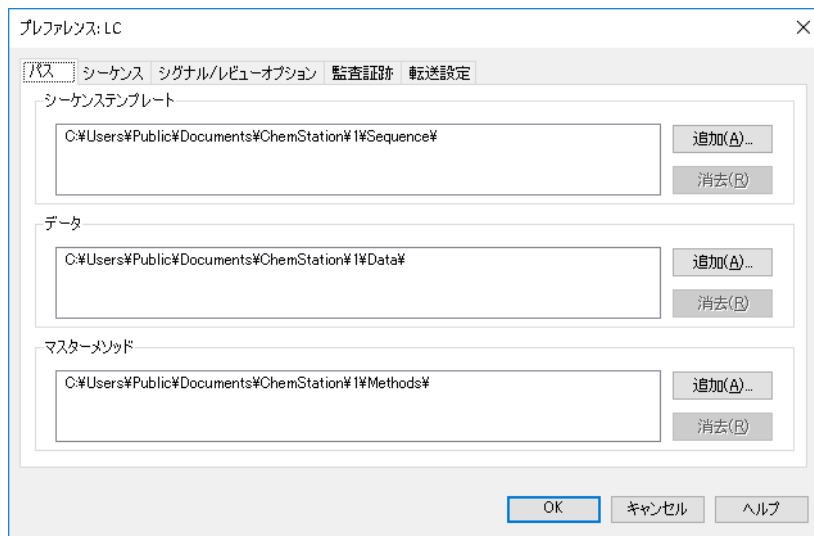 プレファレンス: LC
パス シーケンス シグナル/レビューオプション 監査証跡 転送設定
シーケンステンプレート
C:¥Users¥Public¥Documents¥ChemStation¥1¥Sequence¥
追加(A)...
消去(R)
データ
C:¥Users¥Public¥Documents¥ChemStation¥1¥Data¥
追加(A)...
消去(R)
マスターメソッド
C:¥Users¥Public¥Documents¥ChemStation¥1¥Methods¥
追加(A)...
消去(R)
OK キャンセル ヘルプ